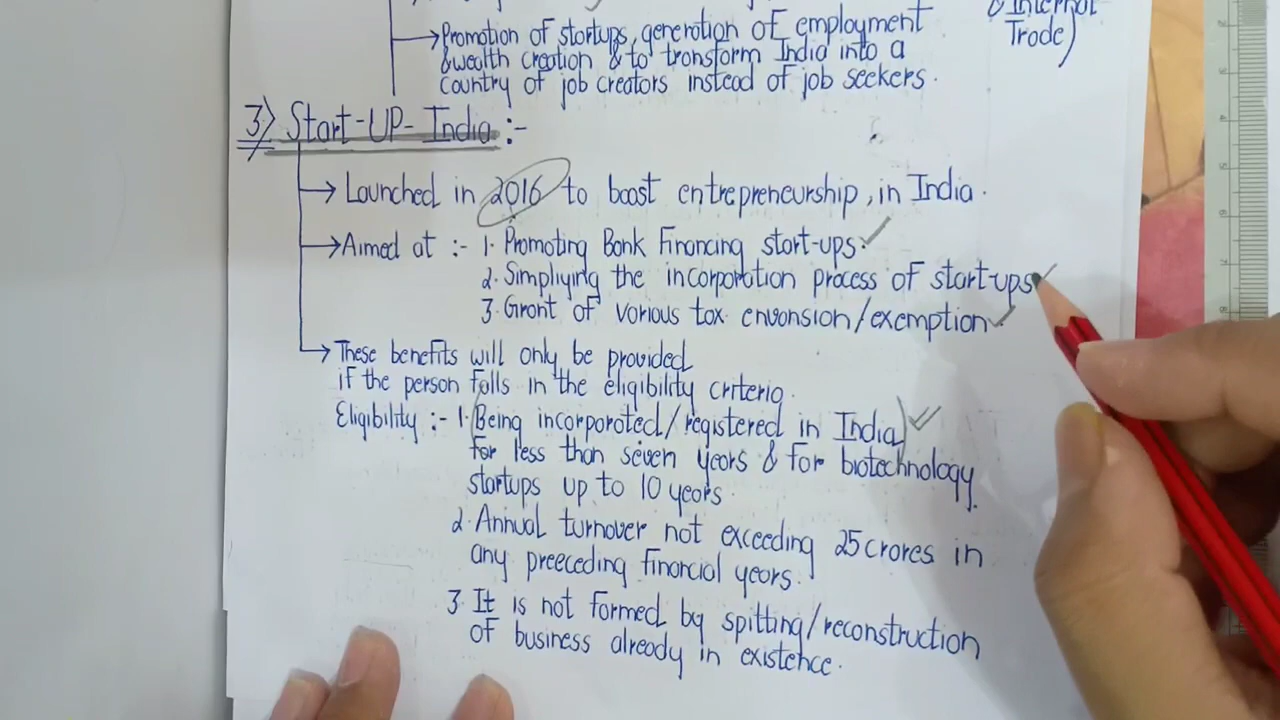 →Promotion of startups, generation of employment
&wealth creation & to transform India into a
country of job creators instead of job seekers.
& Internal
Trade)
3) Start-UP-India :-
→ Launched in 2016 to boost entrepreneurship, in India.
→Aimed at :- 1. Promoting Bank Financing start-ups.
2. Simpliying the incorporation process of start-ups
3. Grant of various tax
/exemption
→ These benefits will only be provided
if the person falls in the eligibility criteria.
Eligibility :- 1. (Being incorporated/registered in India)
for less than seven years & for biotechnology
startups up to 10 years.
2. Annual turnover not exceeding 25 crores in
any preeceding financial years.
3. It is not formed by spitting/reconstruction
of business already in existence.